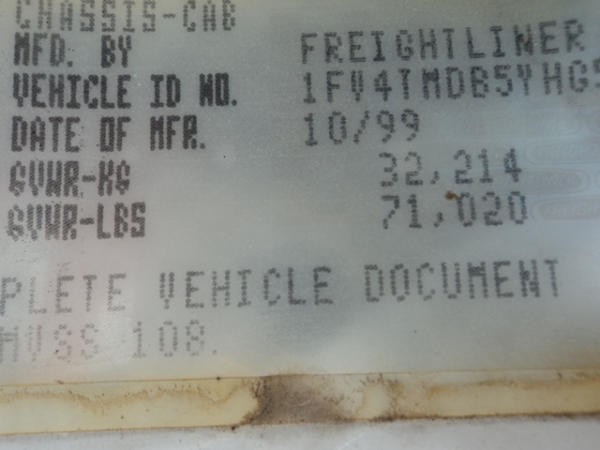 CHASSIS-CAB
MFD. BY FREIGHTLINER
VEHICLE ID NO. 1FV4TMDB5YHG5
DATE OF MFR. 10/99
GVWR-KG 32,214
GVWR-LBS 71,020
PLETE VEHICLE DOCUMENT
MVSS 108.